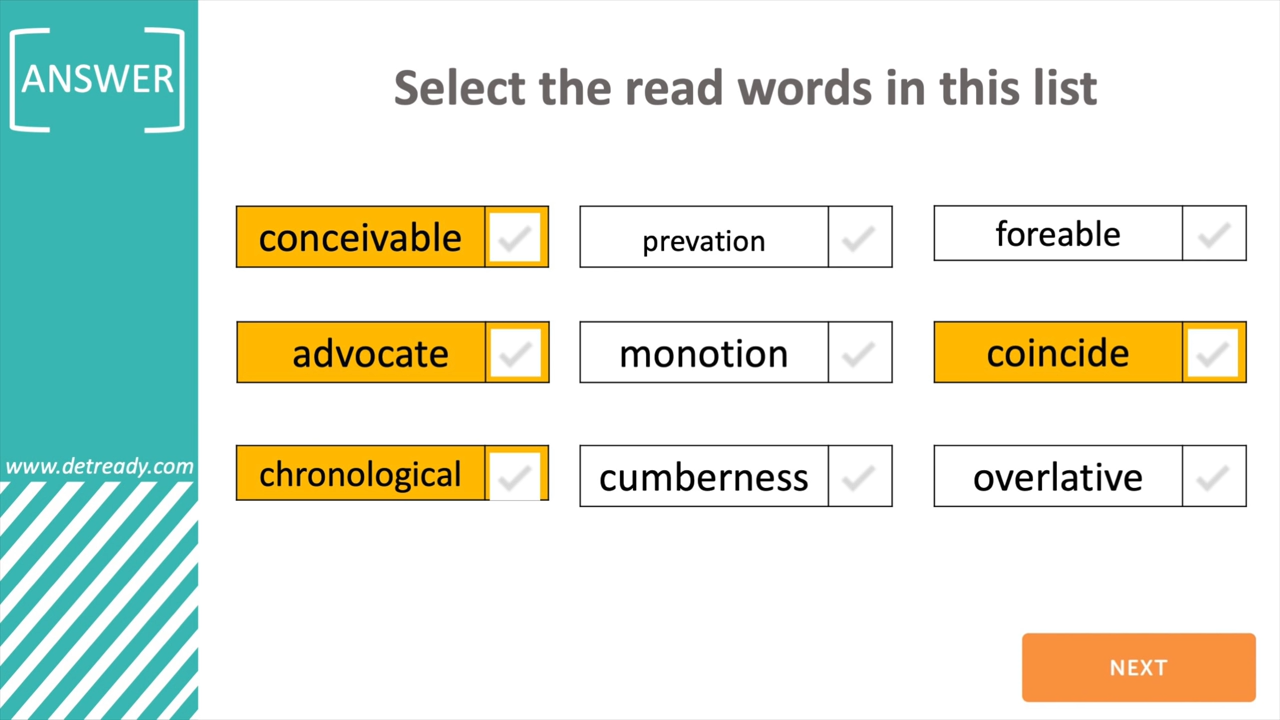 ANSWER
Select the read words in this list
conceivable
prevation
foreable
advocate
monotion
coincide
chronological
cumberness
overlative
www.detready.com
NEXT